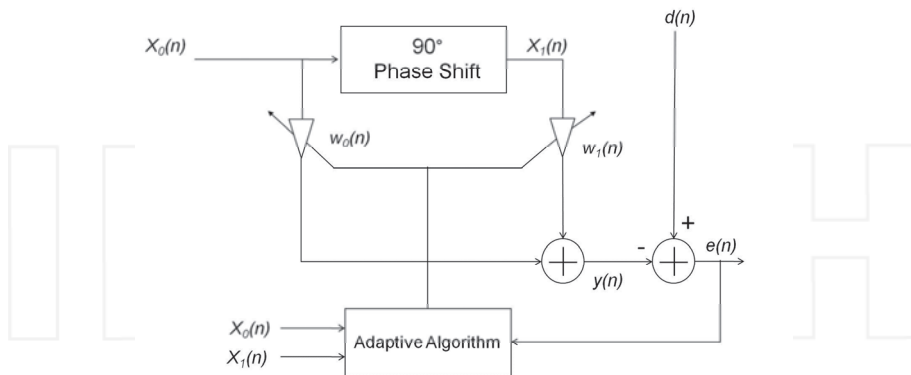 d(n)
X₀(n)
90°
Phase Shift
X₁(n)
w₀(n)
w₁(n)
+
-
e(n)
y(n)
X₀(n)
X₁(n)
Adaptive Algorithm